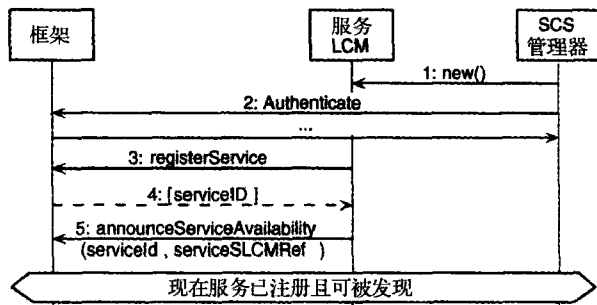 框架
服务
LCM
SCS
管理器
1: new()
2: Authenticate
...
3: registerService
4: [serviceID ]
5: announceServiceAvailability
(serviceId , serviceSLCMRef )
现在服务已注册且可被发现